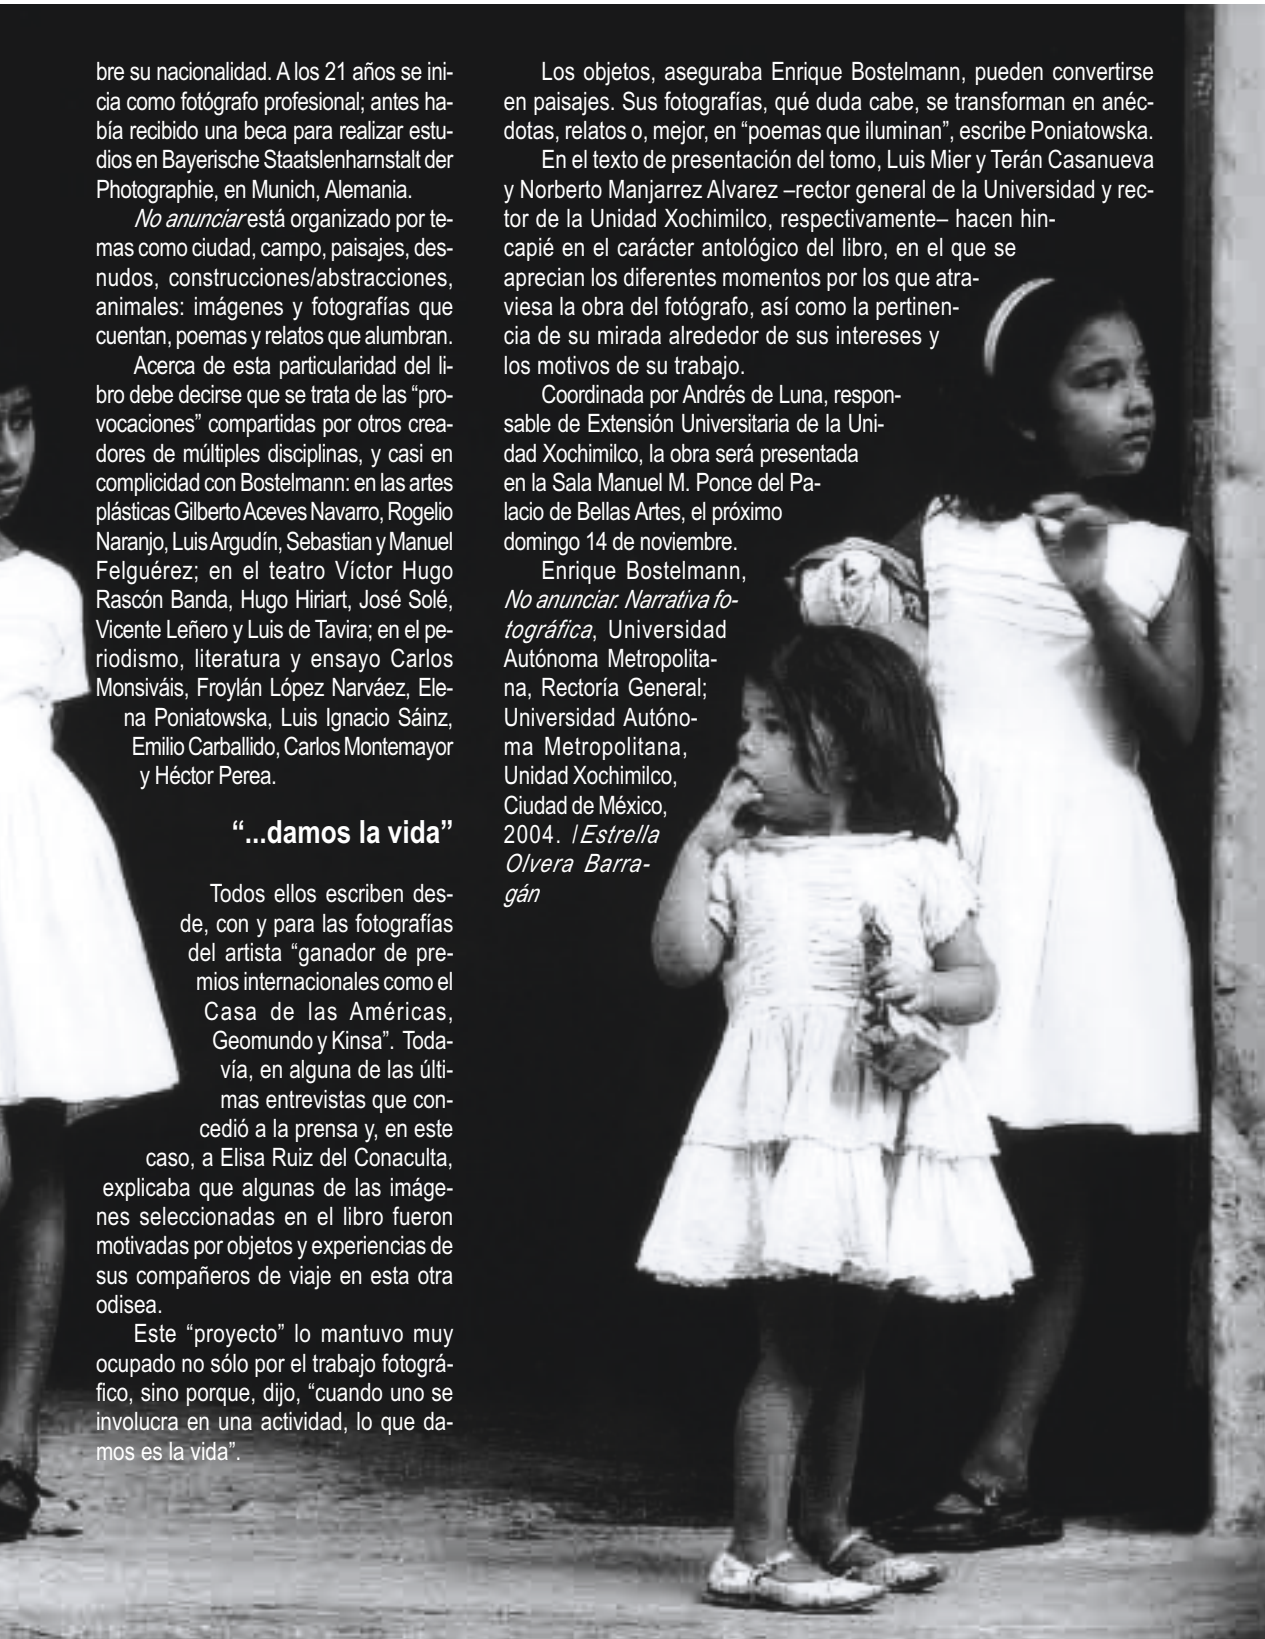 bre su nacionalidad. A los 21 años se ini-
cia como fotógrafo profesional; antes ha-
bía recibido una beca para realizar estu-
dios en Bayerische Staatslenharnstalt der
Photographie, en Munich, Alemania.
No anunciar está organizado por te-
mas como ciudad, campo, paisajes, des-
nudos, construcciones/abstracciones,
animales: imágenes y fotografías que
cuentan, poemas y relatos que alumbran.
Acerca de esta particularidad del li-
bro debe decirse que se trata de las “pro-
vocaciones” compartidas por otros crea-
dores de múltiples disciplinas, y casi en
complicidad con Bostelmann: en las artes
plásticas Gilberto Aceves Navarro, Rogelio
Naranjo, Luis Argudín, Sebastian y Manuel
Felguérez; en el teatro Víctor Hugo
Rascón Banda, Hugo Hiriart, José Solé,
Vicente Leñero y Luis de Tavira; en el pe-
riodismo, literatura y ensayo Carlos
Monsiváis, Froylán López Narváez, Ele-
na Poniatowska, Luis Ignacio Sáinz,
Emilio Carballido, Carlos Montemayor
y Héctor Perea.
“...damos la vida”
Todos ellos escriben des-
de, con y para las fotografías
del artista “ganador de pre-
mios internacionales como el
Casa de las Américas,
Geomundo y Kinsa”. Toda-
vía, en alguna de las últi-
mas entrevistas que con-
cedió a la prensa y, en este
caso, a Elisa Ruiz del Conaculta,
explicaba que algunas de las imáge-
nes seleccionadas en el libro fueron
motivadas por objetos y experiencias de
sus compañeros de viaje en esta otra
odisea.
Este “proyecto” lo mantuvo muy
ocupado no sólo por el trabajo fotográ-
fico, sino porque, dijo, “cuando uno se
involucra en una actividad, lo que da-
mos es la vida”.
Los objetos, aseguraba Enrique Bostelmann, pueden convertirse
en paisajes. Sus fotografías, qué duda cabe, se transforman en anéc-
dotas, relatos o, mejor, en “poemas que iluminan”, escribe Poniatowska.
En el texto de presentación del tomo, Luis Mier y Terán Casanueva
y Norberto Manjarrez Alvarez –rector general de la Universidad y rec-
tor de la Unidad Xochimilco, respectivamente– hacen hin-
capié en el carácter antológico del libro, en el que se
aprecian los diferentes momentos por los que atra-
viesa la obra del fotógrafo, así como la pertinen-
cia de su mirada alrededor de sus intereses y
los motivos de su trabajo.
Coordinada por Andrés de Luna, respon-
sable de Extensión Universitaria de la Uni-
dad Xochimilco, la obra será presentada
en la Sala Manuel M. Ponce del Pa-
lacio de Bellas Artes, el próximo
domingo 14 de noviembre.
Enrique Bostelmann,
No anunciar. Narrativa fo-
tográfica, Universidad
Autónoma Metropolita-
na, Rectoría General;
Universidad Autóno-
ma Metropolitana,
Unidad Xochimilco,
Ciudad de México,
2004. /Estrella
Olvera Barra-
gán